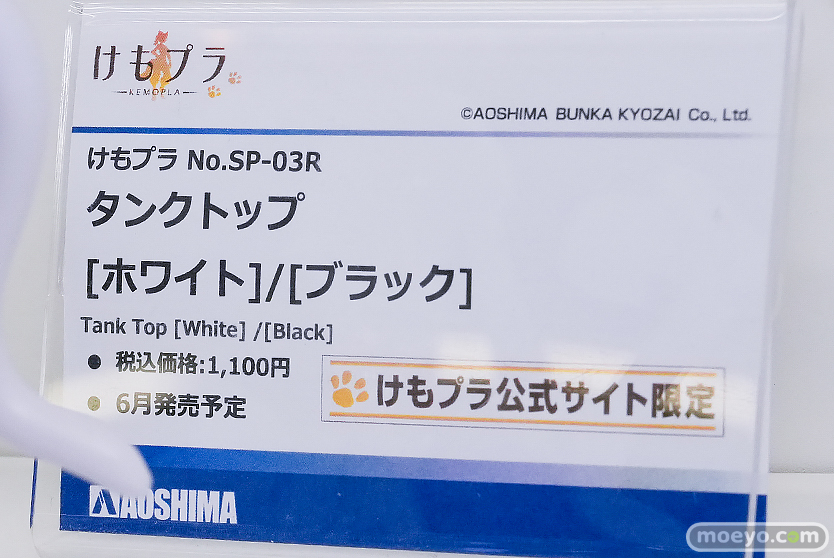 けもプラ
KEMOPLA
©AOSHIMA BUNKA KYOZAI Co., Ltd.
けもプラ No.SP-03R
タンクトップ
[ホワイト]/[ブラック]
Tank Top [White] /[Black]
● 税込価格:1,100円
● 6月発売予定
けもプラ公式サイト限定
AOSHIMA
moeyo.com